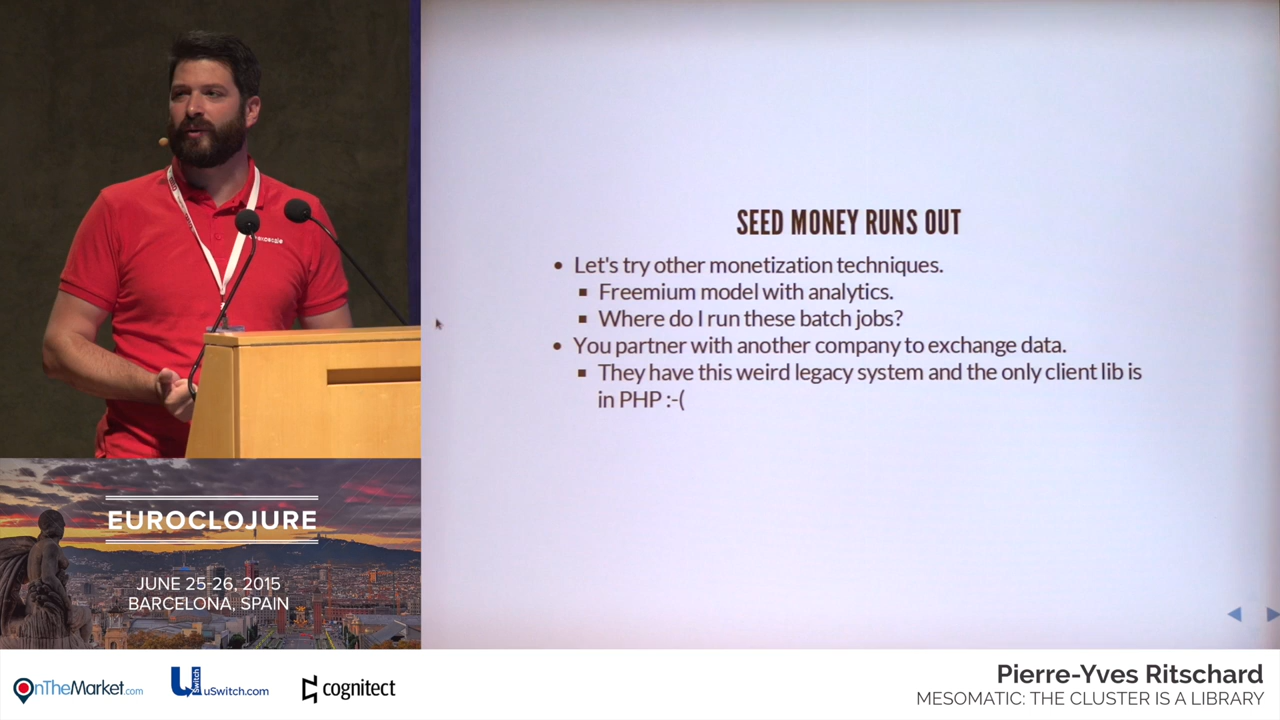 SEED MONEY RUNS OUT
• Let's try other monetization techniques.
▪ Freemium model with analytics.
▪ Where do I run these batch jobs?
• You partner with another company to exchange data.
▪ They have this weird legacy system and the only client lib is
in PHP :-(
EUROCLOJURE
JUNE 25-26, 2015
BARCELONA, SPAIN
OnTheMarket.com
U Switch
uSwitch.com
cognitect
Pierre-Yves Ritschard
MESOMATIC: THE CLUSTER IS A LIBRARY